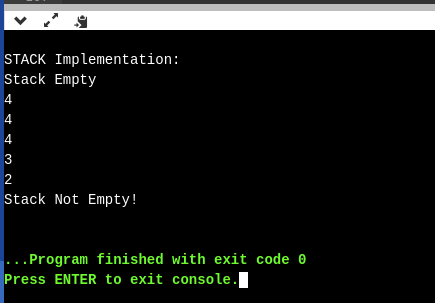 STACK Implementation:
Stack Empty
4
4
4
3
2
Stack Not Empty!
...Program finished with exit code 0
Press ENTER to exit console.